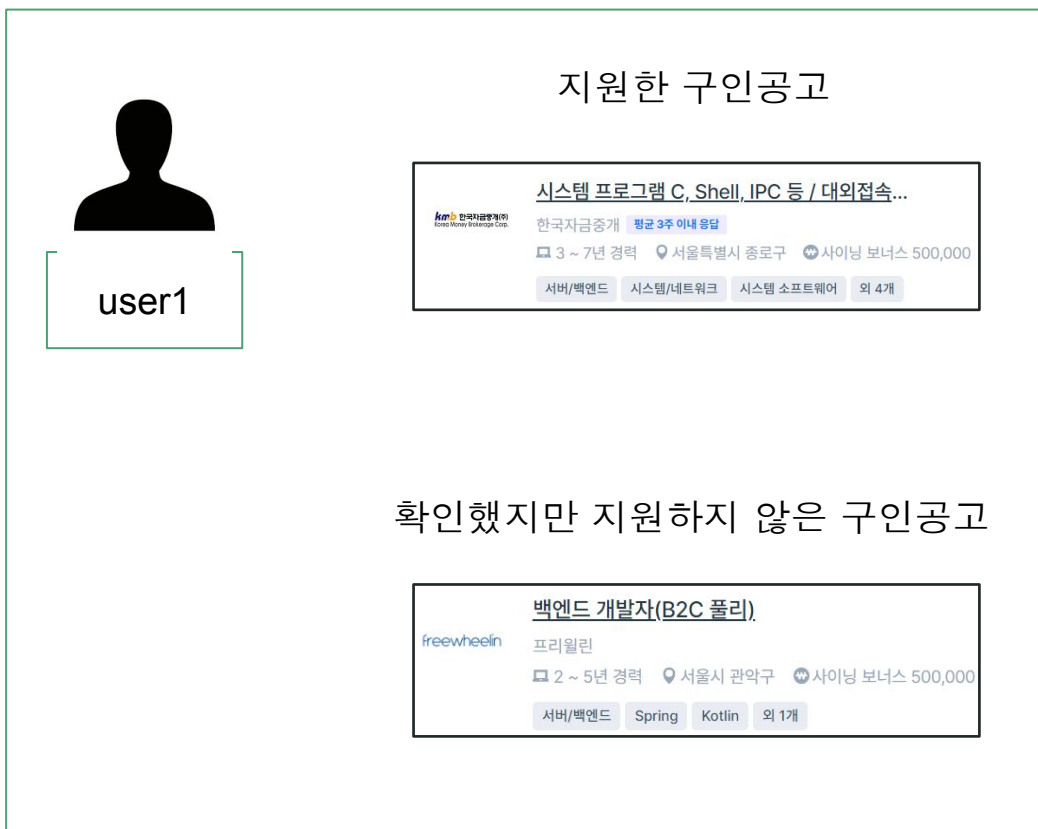 지원한 구인공고
user1
시스템 프로그램 C, Shell, IPC 등 / 대외접속...
kmb 한국자금중개(주)
Korea Money Brokerage Corp.
한국자금중개 평균 3주 이내 응답
3 ~ 7년 경력 서울특별시 종로구 사이닝 보너스 500,000
서버/백엔드 시스템/네트워크 시스템 소프트웨어 외 4개
확인했지만 지원하지 않은 구인공고
freewheelin
백엔드 개발자(B2C 풀리)
프리윌린
2 ~ 5년 경력 서울시 관악구 사이닝 보너스 500,000
서버/백엔드 Spring Kotlin 외 1개